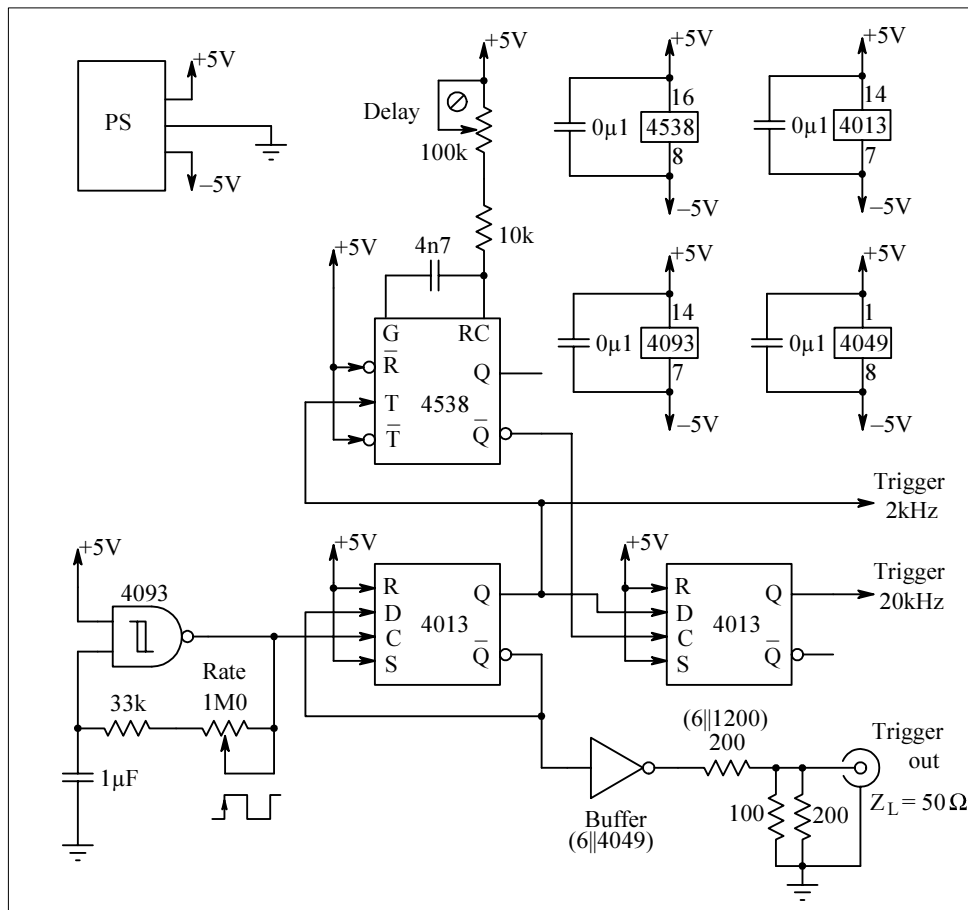 +5V
PS
–5V
+5V
Delay
100k
10k
4n7
+5V
16
0µ1
4538
8
–5V
+5V
14
0µ1
4013
7
–5V
+5V
14
0µ1
4093
7
–5V
+5V
1
0µ1
4049
8
–5V
+5V
G
RC
R̅
T
T̅
4538
Q
Q̅
Trigger
2kHz
+5V
4093
Rate
33k
1M0
1µF
+5V
R
D
C
S
4013
Q
Q̅
+5V
R
D
C
S
4013
Q
Q̅
Trigger
20kHz
Buffer
(6||4049)
(6||1200)
200
100
200
Trigger
out
Z_L = 50 Ω